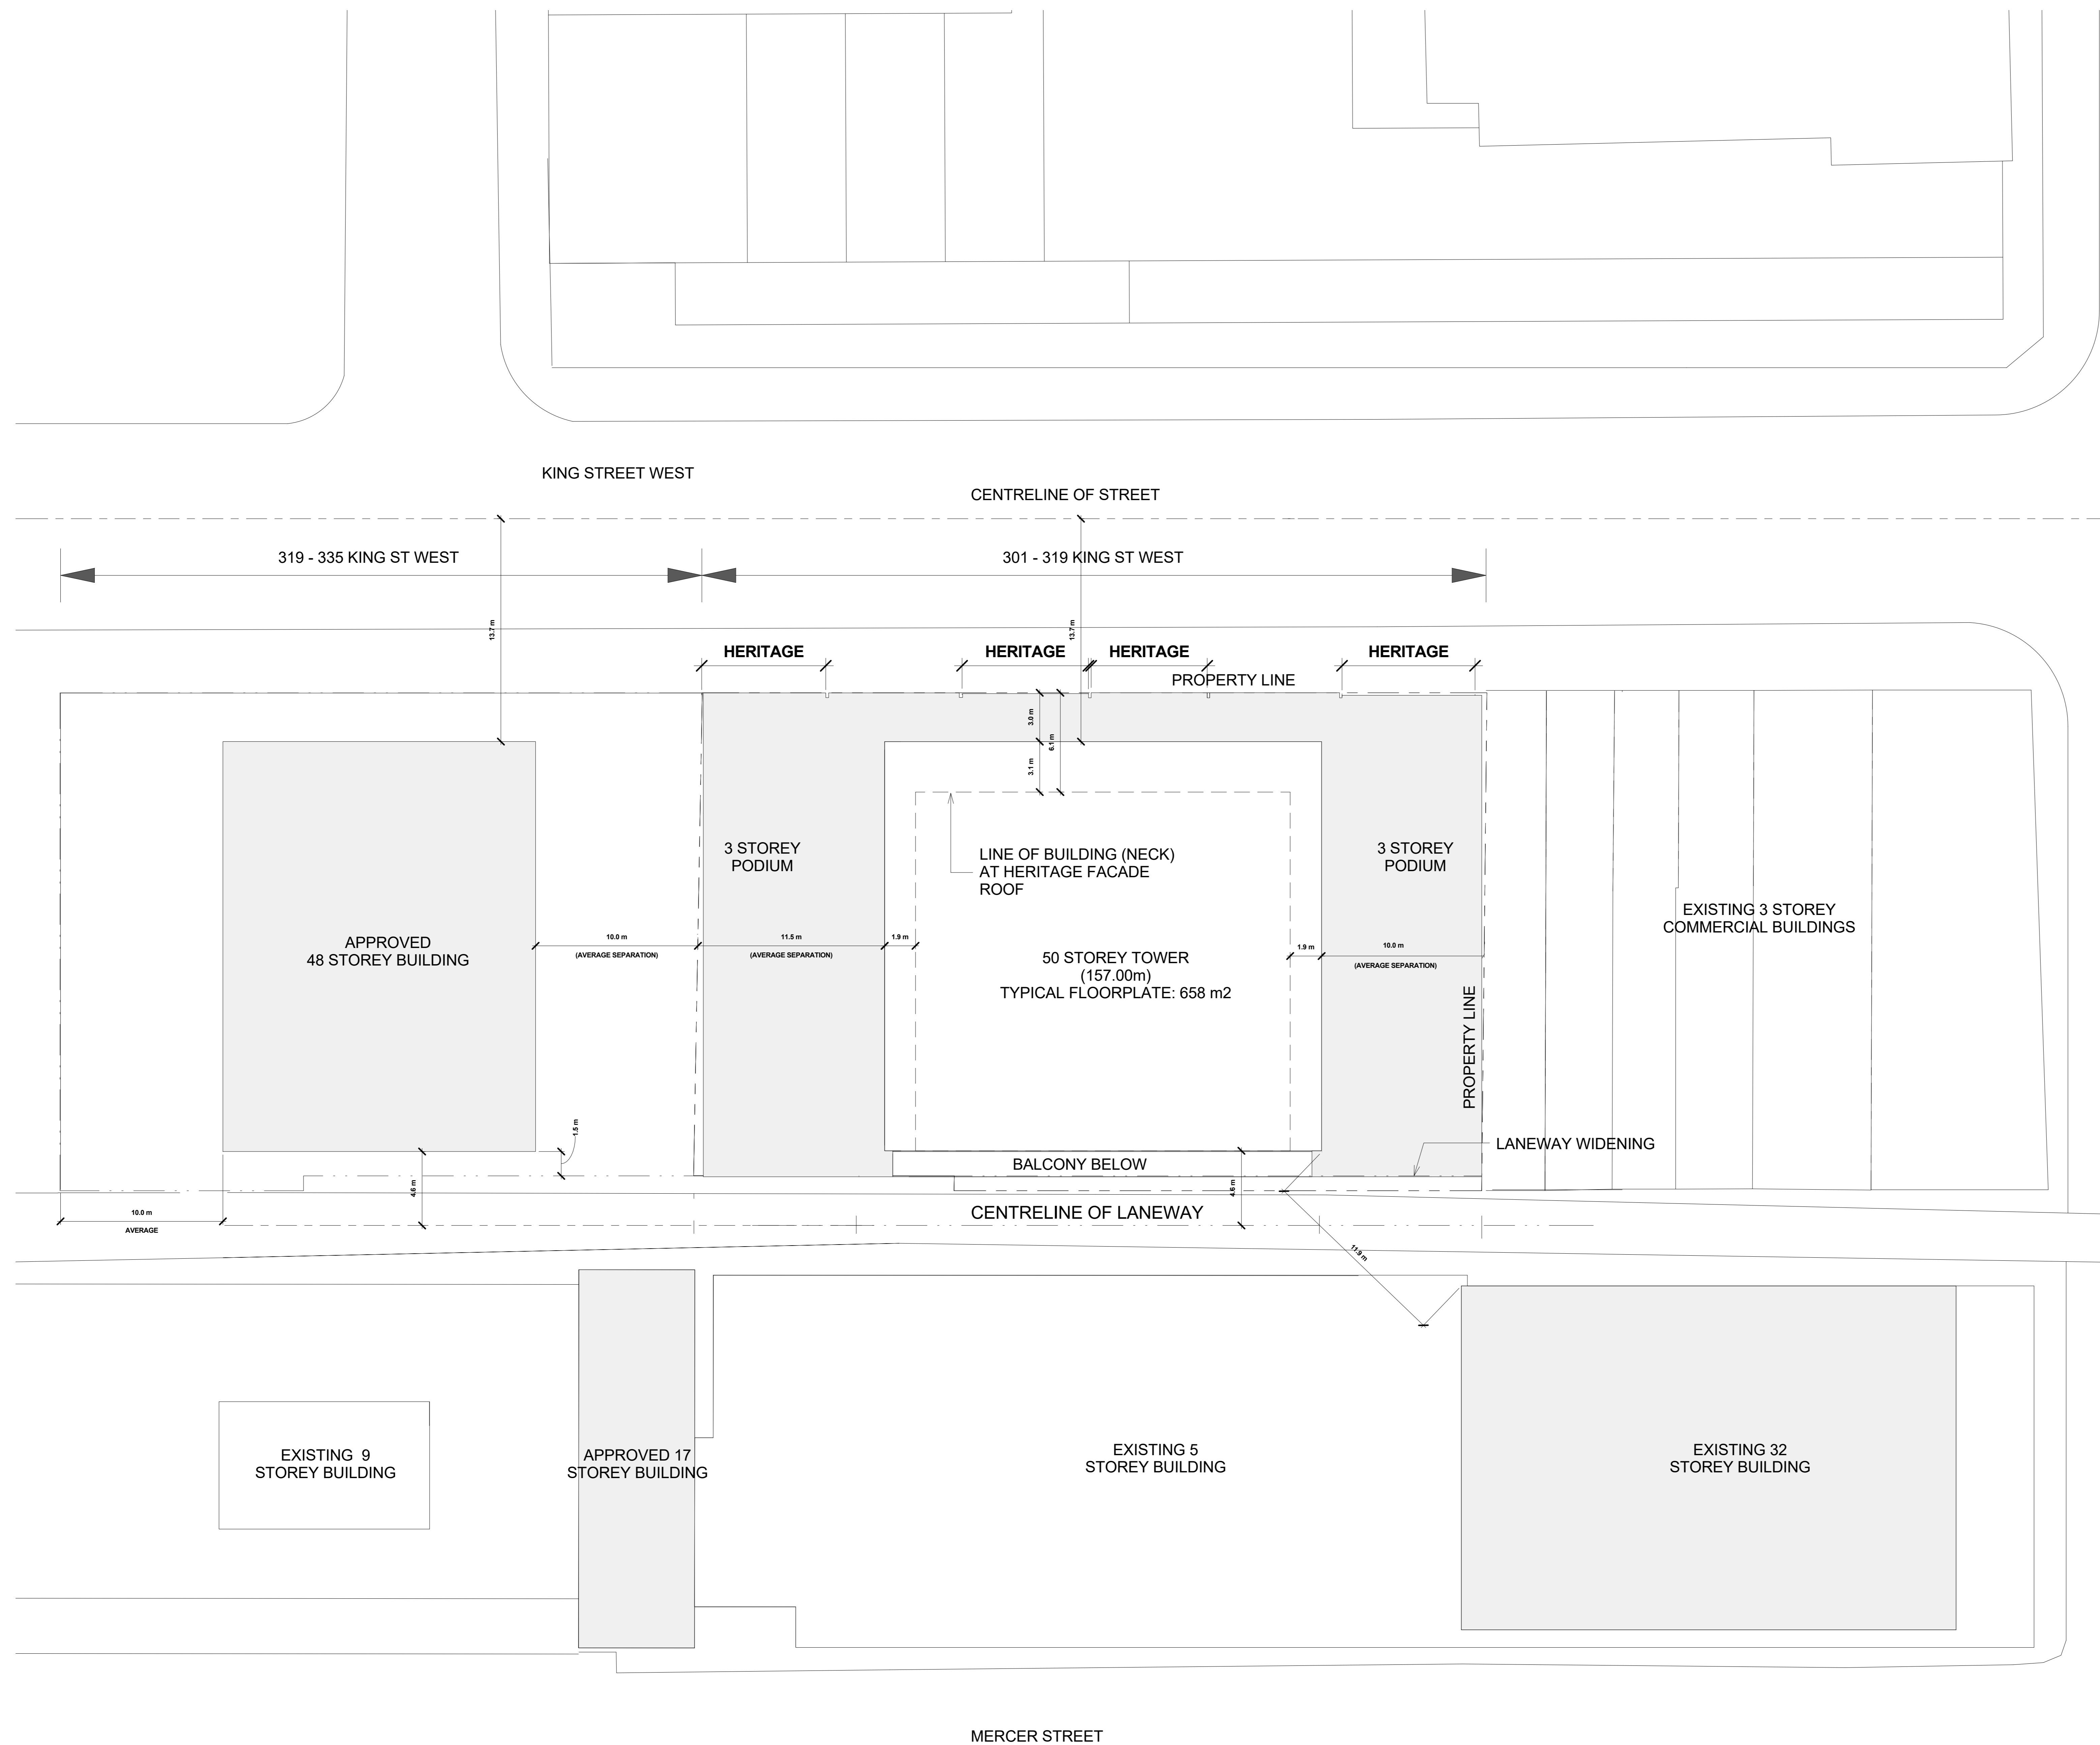 KING STREET WEST
CENTRELINE OF STREET
319 - 335 KING ST WEST
301 - 319 KING ST WEST
13.7 m
13.7 m
HERITAGE
HERITAGE
HERITAGE
HERITAGE
PROPERTY LINE
3.0 m
6.1 m
3.1 m
3 STOREY
PODIUM
LINE OF BUILDING (NECK)
AT HERITAGE FACADE
ROOF
3 STOREY
PODIUM
EXISTING 3 STOREY
COMMERCIAL BUILDINGS
APPROVED
48 STOREY BUILDING
10.0 m
(AVERAGE SEPARATION)
11.5 m
(AVERAGE SEPARATION)
1.9 m
50 STOREY TOWER
(157.00m)
TYPICAL FLOORPLATE: 658 m2
1.9 m
10.0 m
(AVERAGE SEPARATION)
PROPERTY LINE
1.5 m
LANEWAY WIDENING
BALCONY BELOW
4.6 m
4.6 m
10.0 m
AVERAGE
CENTRELINE OF LANEWAY
11.9 m
EXISTING 9
STOREY BUILDING
APPROVED 17
STOREY BUILDING
EXISTING 5
STOREY BUILDING
EXISTING 32
STOREY BUILDING
MERCER STREET